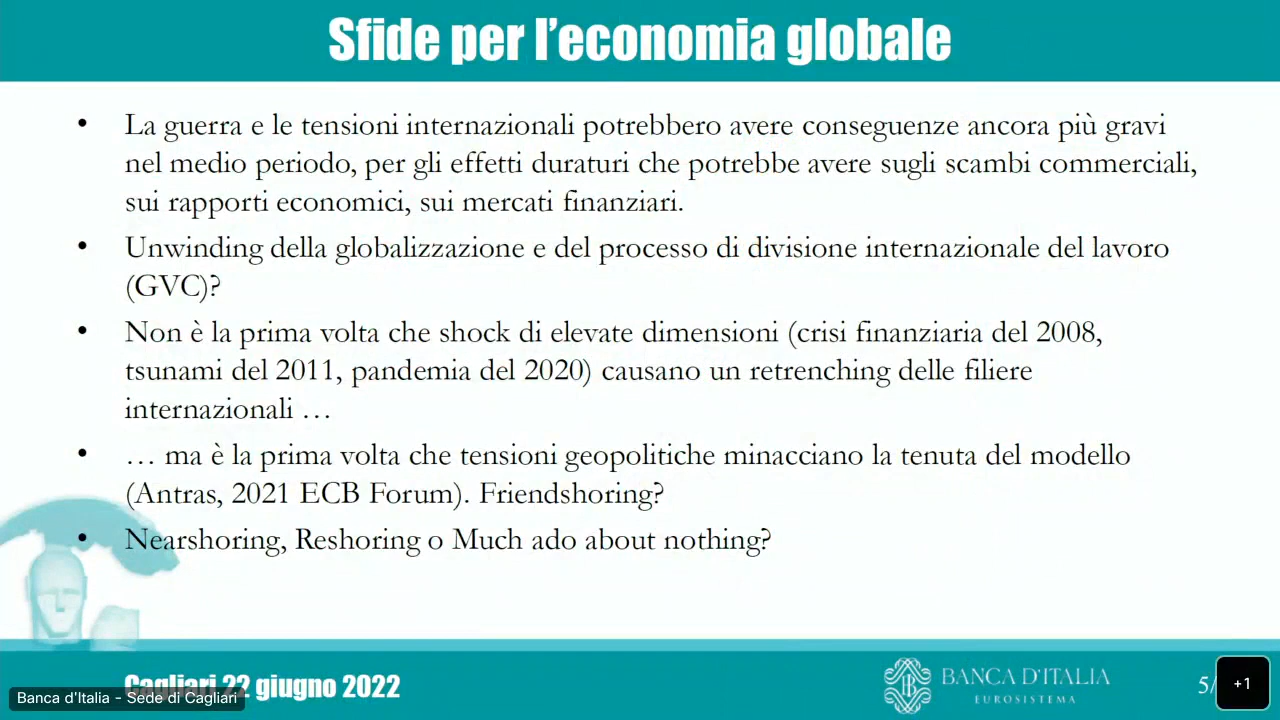 Sfide per l'economia globale
• La guerra e le tensioni internazionali potrebbero avere conseguenze ancora più gravi
nel medio periodo, per gli effetti duraturi che potrebbe avere sugli scambi commerciali,
sui rapporti economici, sui mercati finanziari.
• Unwinding della globalizzazione e del processo di divisione internazionale del lavoro
(GVC)?
• Non è la prima volta che shock di elevate dimensioni (crisi finanziaria del 2008,
tsunami del 2011, pandemia del 2020) causano un retrenching delle filiere
internazionali …
• … ma è la prima volta che tensioni geopolitiche minacciano la tenuta del modello
(Antras, 2021 ECB Forum). Friendshoring?
• Nearshoring, Reshoring o Much ado about nothing?
Cagliari 22 giugno 2022
Banca d'Italia - Sede di Cagliari
BANCA D'ITALIA
EUROSISTEMA
5/
+1